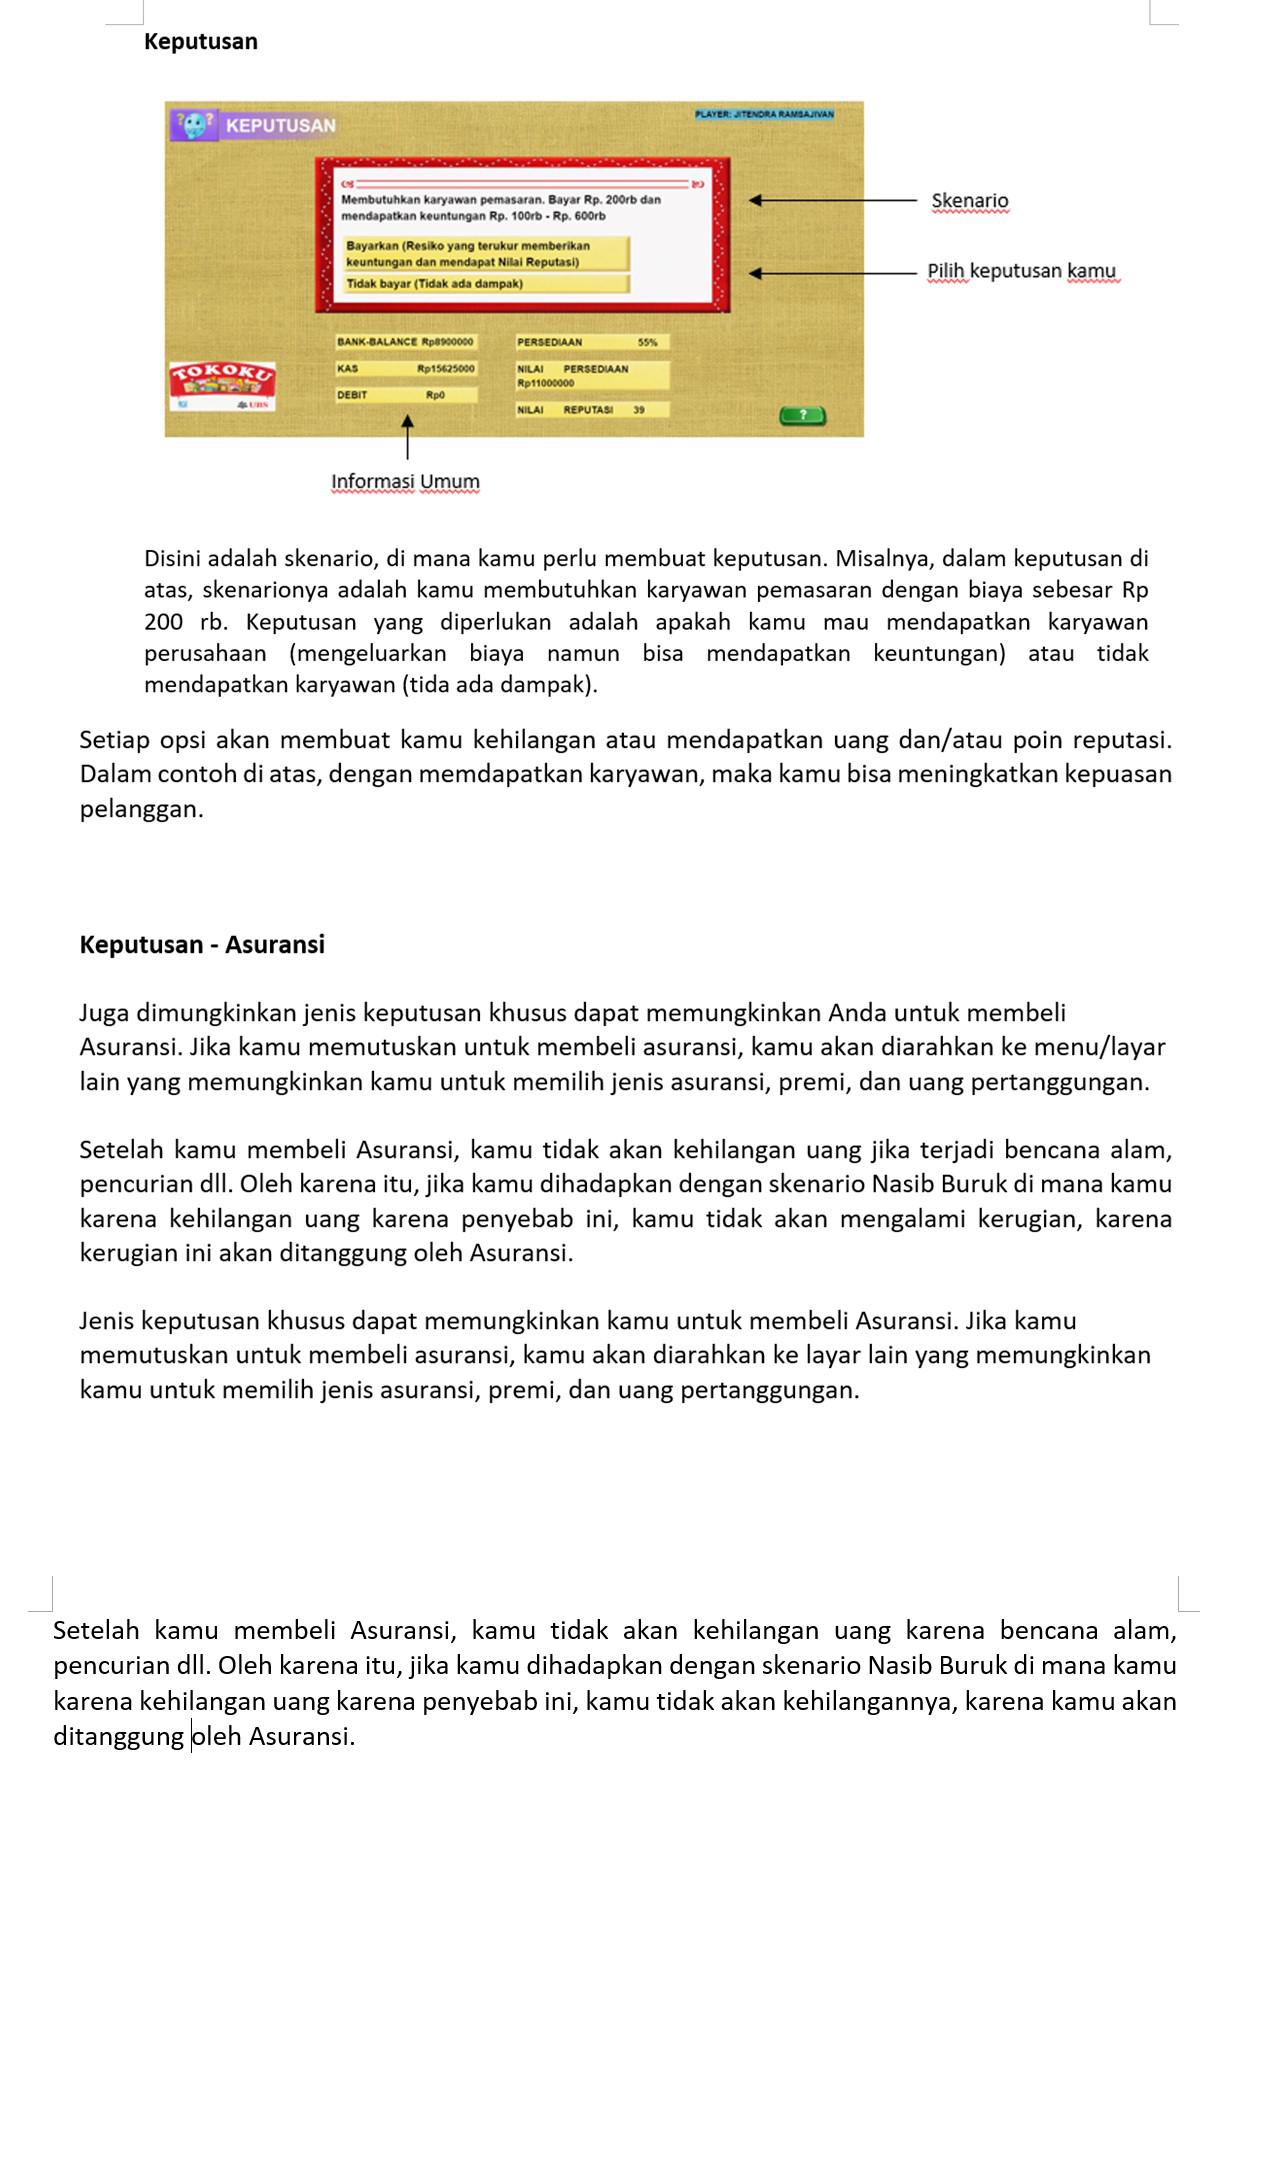 Keputusan
KEPUTUSAN
PLAYER: JITENDRA RAMSAJIVAN
Membutuhkan karyawan pemasaran. Bayar Rp. 200rb dan
mendapatkan keuntungan Rp. 100rb - Rp. 600rb
Skenario
Bayarkan (Resiko yang terukur memberikan
keuntungan dan mendapat Nilai Reputasi)
Tidak bayar (Tidak ada dampak)
Pilih keputusan kamu
BANK-BALANCE Rp8900000
KAS Rp15625000
DEBIT Rp0
PERSEDIAAN 55%
NILAI PERSEDIAAN
Rp11000000
NILAI REPUTASI 39
TOKOKU
UBS
?
Informasi Umum
Disini adalah skenario, di mana kamu perlu membuat keputusan. Misalnya, dalam keputusan di
atas, skenarionya adalah kamu membutuhkan karyawan pemasaran dengan biaya sebesar Rp
200 rb. Keputusan yang diperlukan adalah apakah kamu mau mendapatkan karyawan
perusahaan (mengeluarkan biaya namun bisa mendapatkan keuntungan) atau tidak
mendapatkan karyawan (tida ada dampak).
Setiap opsi akan membuat kamu kehilangan atau mendapatkan uang dan/atau poin reputasi.
Dalam contoh di atas, dengan memdapatkan karyawan, maka kamu bisa meningkatkan kepuasan
pelanggan.
Keputusan - Asuransi
Juga dimungkinkan jenis keputusan khusus dapat memungkinkan Anda untuk membeli
Asuransi. Jika kamu memutuskan untuk membeli asuransi, kamu akan diarahkan ke menu/layar
lain yang memungkinkan kamu untuk memilih jenis asuransi, premi, dan uang pertanggungan.
Setelah kamu membeli Asuransi, kamu tidak akan kehilangan uang jika terjadi bencana alam,
pencurian dll. Oleh karena itu, jika kamu dihadapkan dengan skenario Nasib Buruk di mana kamu
karena kehilangan uang karena penyebab ini, kamu tidak akan mengalami kerugian, karena
kerugian ini akan ditanggung oleh Asuransi.
Jenis keputusan khusus dapat memungkinkan kamu untuk membeli Asuransi. Jika kamu
memutuskan untuk membeli asuransi, kamu akan diarahkan ke layar lain yang memungkinkan
kamu untuk memilih jenis asuransi, premi, dan uang pertanggungan.
Setelah kamu membeli Asuransi, kamu tidak akan kehilangan uang karena bencana alam,
pencurian dll. Oleh karena itu, jika kamu dihadapkan dengan skenario Nasib Buruk di mana kamu
karena kehilangan uang karena penyebab ini, kamu tidak akan kehilangannya, karena kamu akan
ditanggung oleh Asuransi.